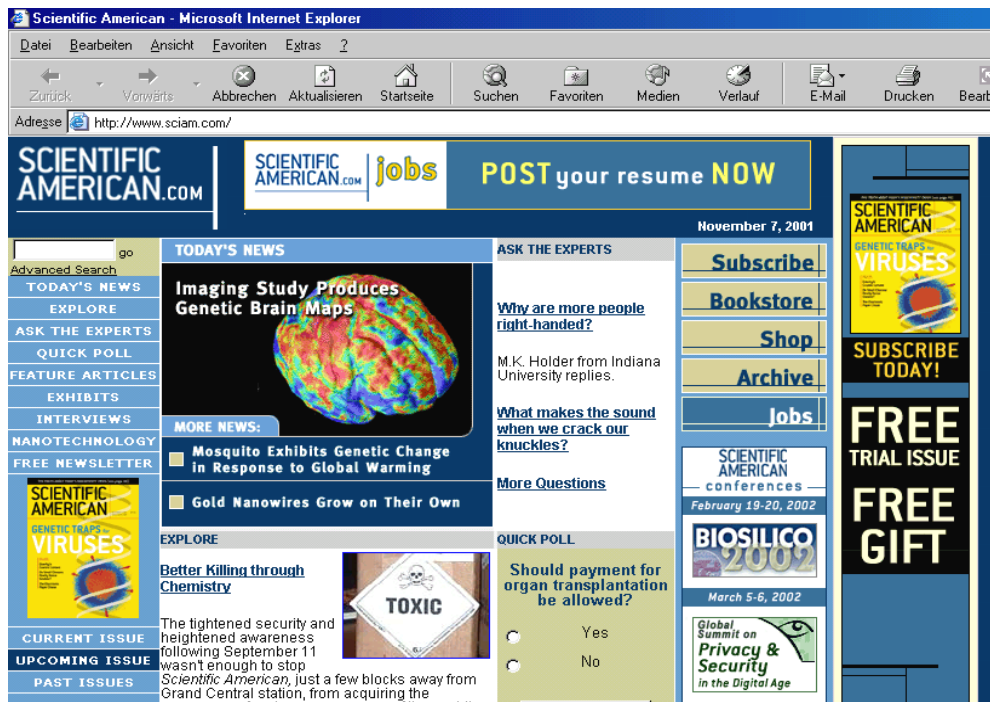 Scientific American - Microsoft Internet Explorer
Datei Bearbeiten Ansicht Favoriten Extras ?
Zurück Vorwärts Abbrechen Aktualisieren Startseite Suchen Favoriten Medien Verlauf E-Mail Drucken Bearb
Adresse http://www.sciam.com/
SCIENTIFIC
AMERICAN.COM
SCIENTIFIC
AMERICAN.COM
jobs
POST your resume NOW
November 7, 2001
go
Advanced Search
TODAY'S NEWS
EXPLORE
ASK THE EXPERTS
QUICK POLL
FEATURE ARTICLES
EXHIBITS
INTERVIEWS
NANOTECHNOLOGY
FREE NEWSLETTER
SCIENTIFIC
AMERICAN
GENETIC TRAPS for
VIRUSES
CURRENT ISSUE
UPCOMING ISSUE
PAST ISSUES
TODAY'S NEWS
Imaging Study Produces
Genetic Brain Maps
MORE NEWS:
Mosquito Exhibits Genetic Change
in Response to Global Warming
Gold Nanowires Grow on Their Own
EXPLORE
Better Killing through
Chemistry
TOXIC
The tightened security and
heightened awareness
following September 11
wasn't enough to stop
Scientific American, just a few blocks away from
Grand Central station, from acquiring the
ASK THE EXPERTS
Why are more people
right-handed?
M.K. Holder from Indiana
University replies.
What makes the sound
when we crack our
knuckles?
More Questions
QUICK POLL
Should payment for
organ transplantation
be allowed?
Yes
No
Subscribe
Bookstore
Shop
Archive
Jobs
SCIENTIFIC
AMERICAN
conferences
February 19-20, 2002
BIOSILICO
2002
March 5-6, 2002
Global
Summit on
Privacy &
Security
in the Digital Age
SCIENTIFIC
AMERICAN
GENETIC TRAPS for
VIRUSES
SUBSCRIBE
TODAY!
FREE
TRIAL ISSUE
FREE
GIFT